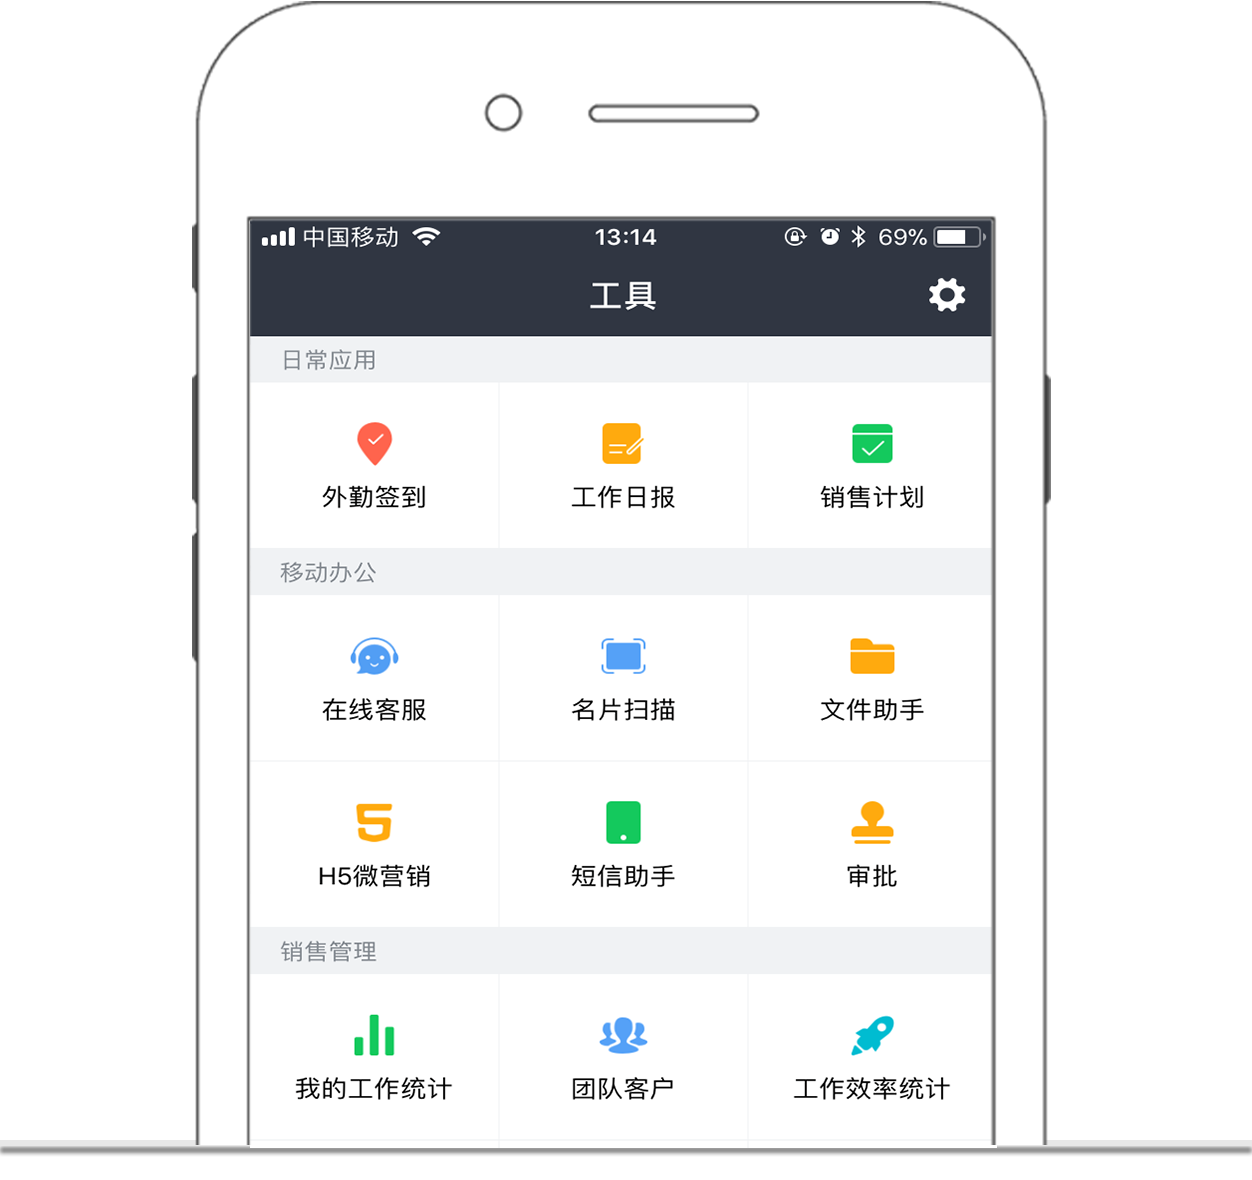 中国移动 13:14 69%
工具
日常应用
外勤签到 工作日报 销售计划
移动办公
在线客服 名片扫描 文件助手
H5微营销 短信助手 审批
销售管理
我的工作统计 团队客户 工作效率统计